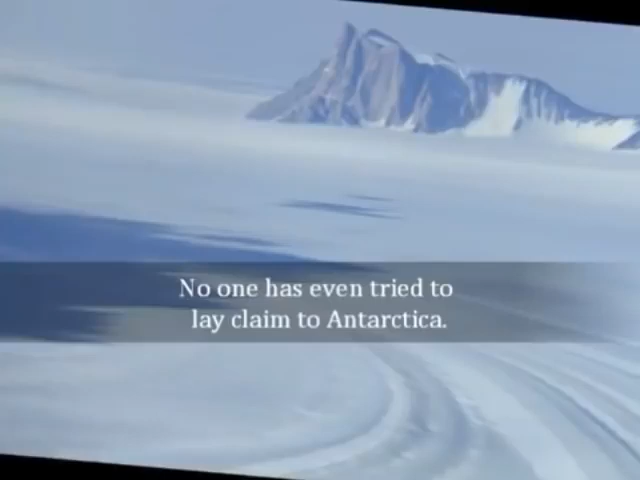 No one has even tried to
lay claim to Antarctica.